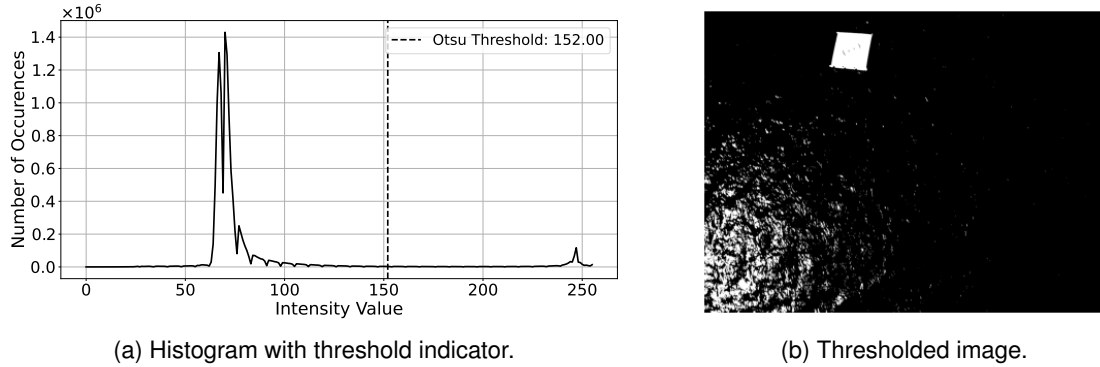 ×10⁶
Number of Occurences
1.4
1.2
1.0
0.8
0.6
0.4
0.2
0.0
Otsu Threshold: 152.00
0 50 100 150 200 250
Intensity Value
(a) Histogram with threshold indicator.
(b) Thresholded image.